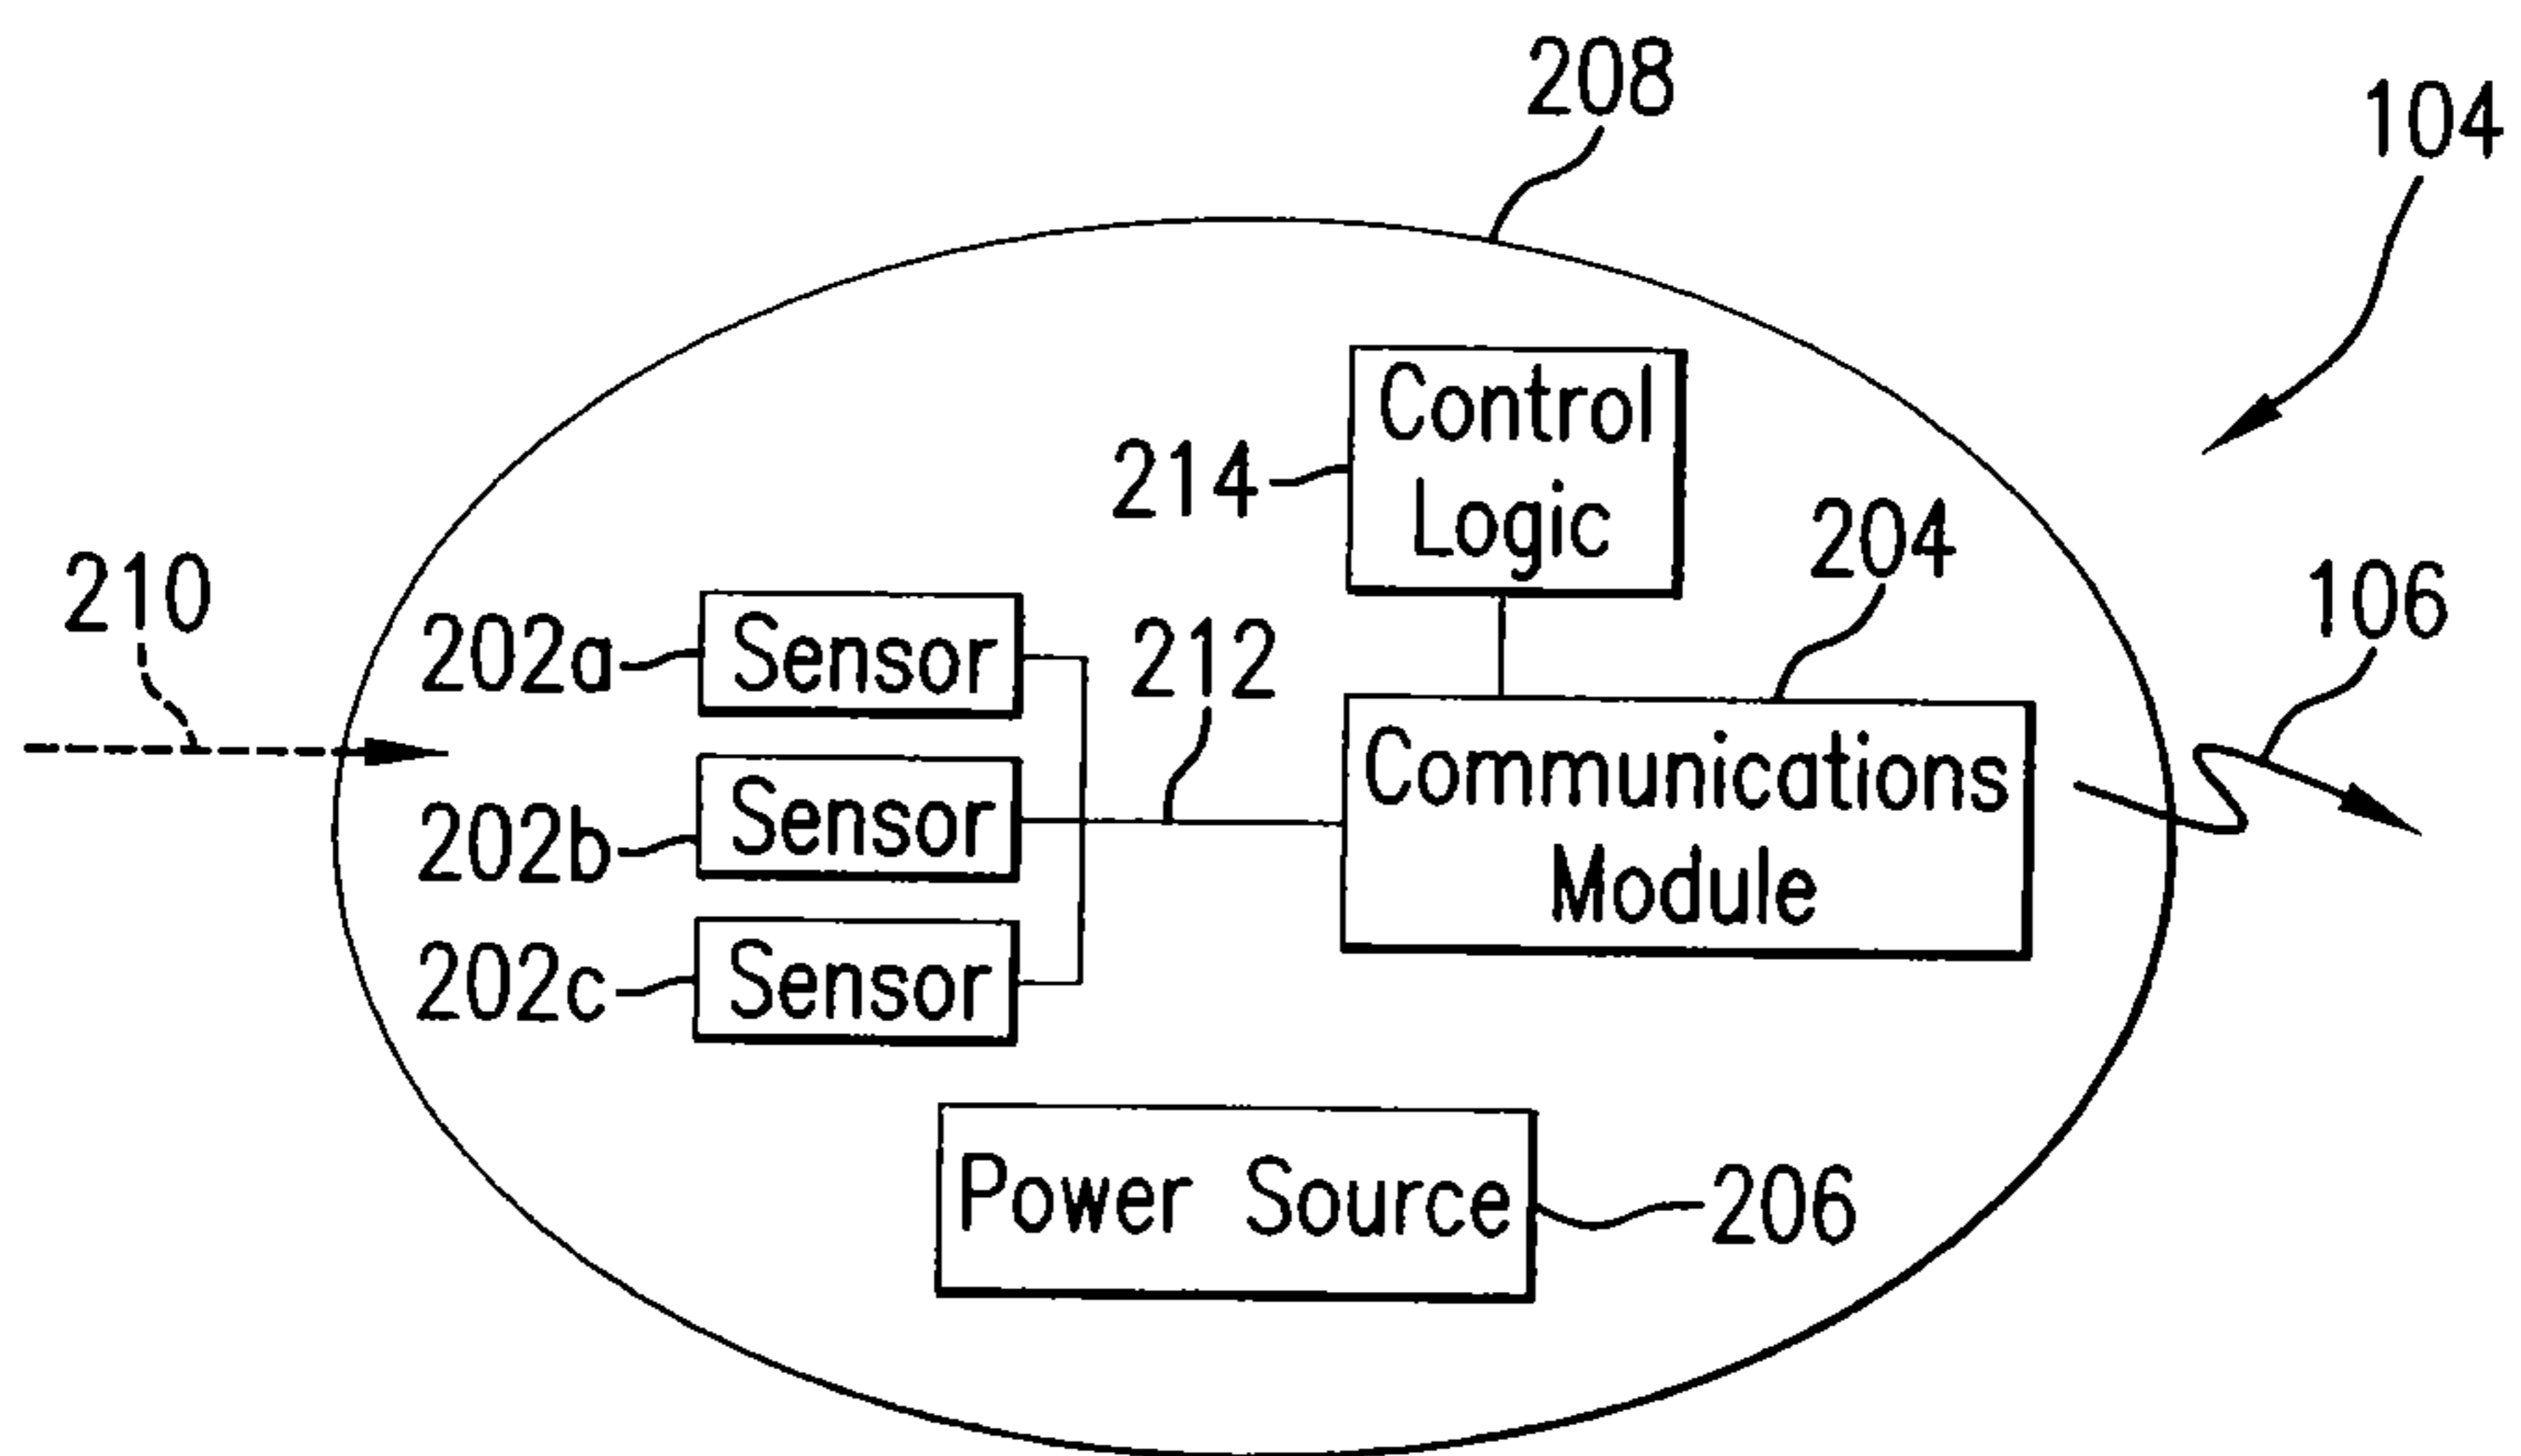 208
104
Control
Logic
214
204
210
106
202a
Sensor
212
Communications
Module
202b
Sensor
202c
Sensor
Power Source
206